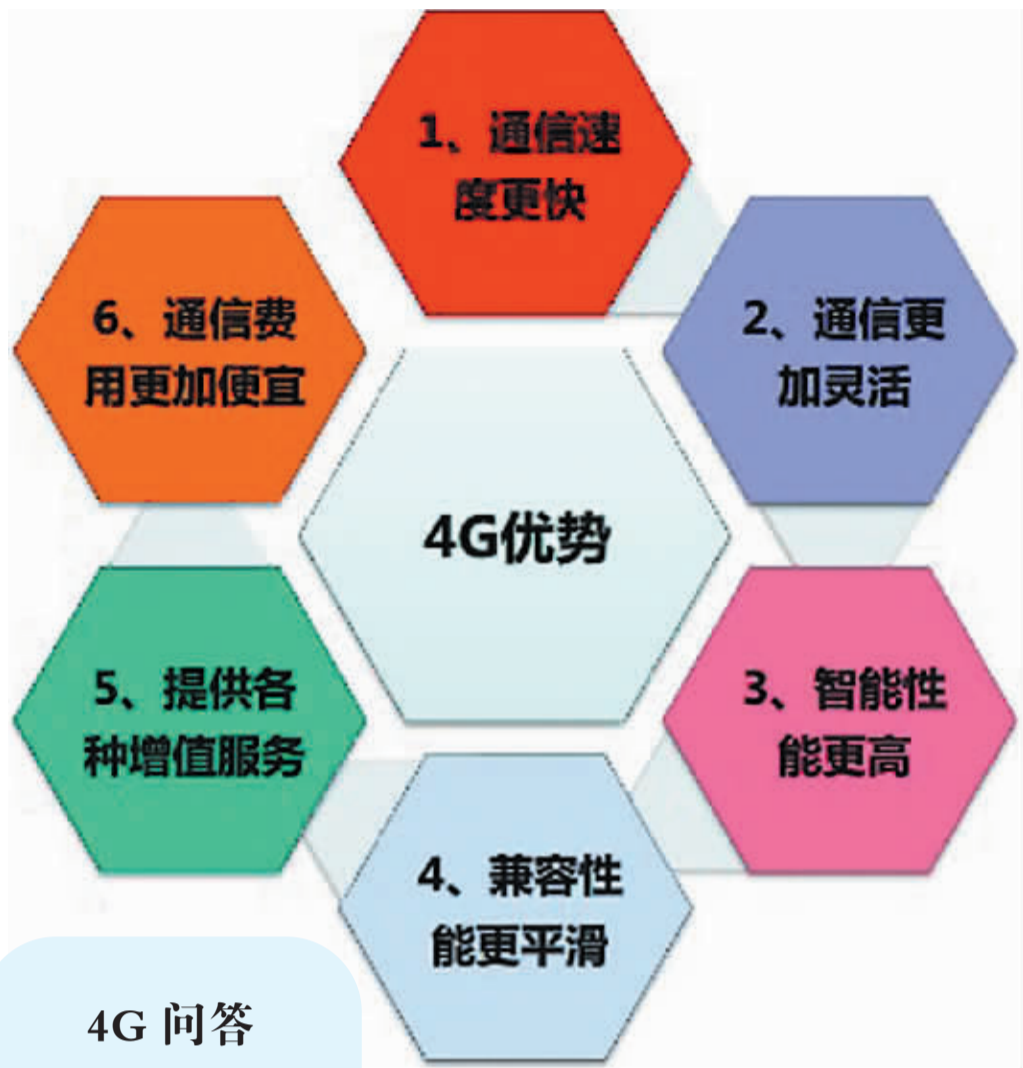 1、通信速
度更快
2、通信更
加灵活
3、智能性
能更高
4、兼容性
能更平滑
5、提供各
种增值服务
6、通信费
用更加便宜
4G优势
4G 问答